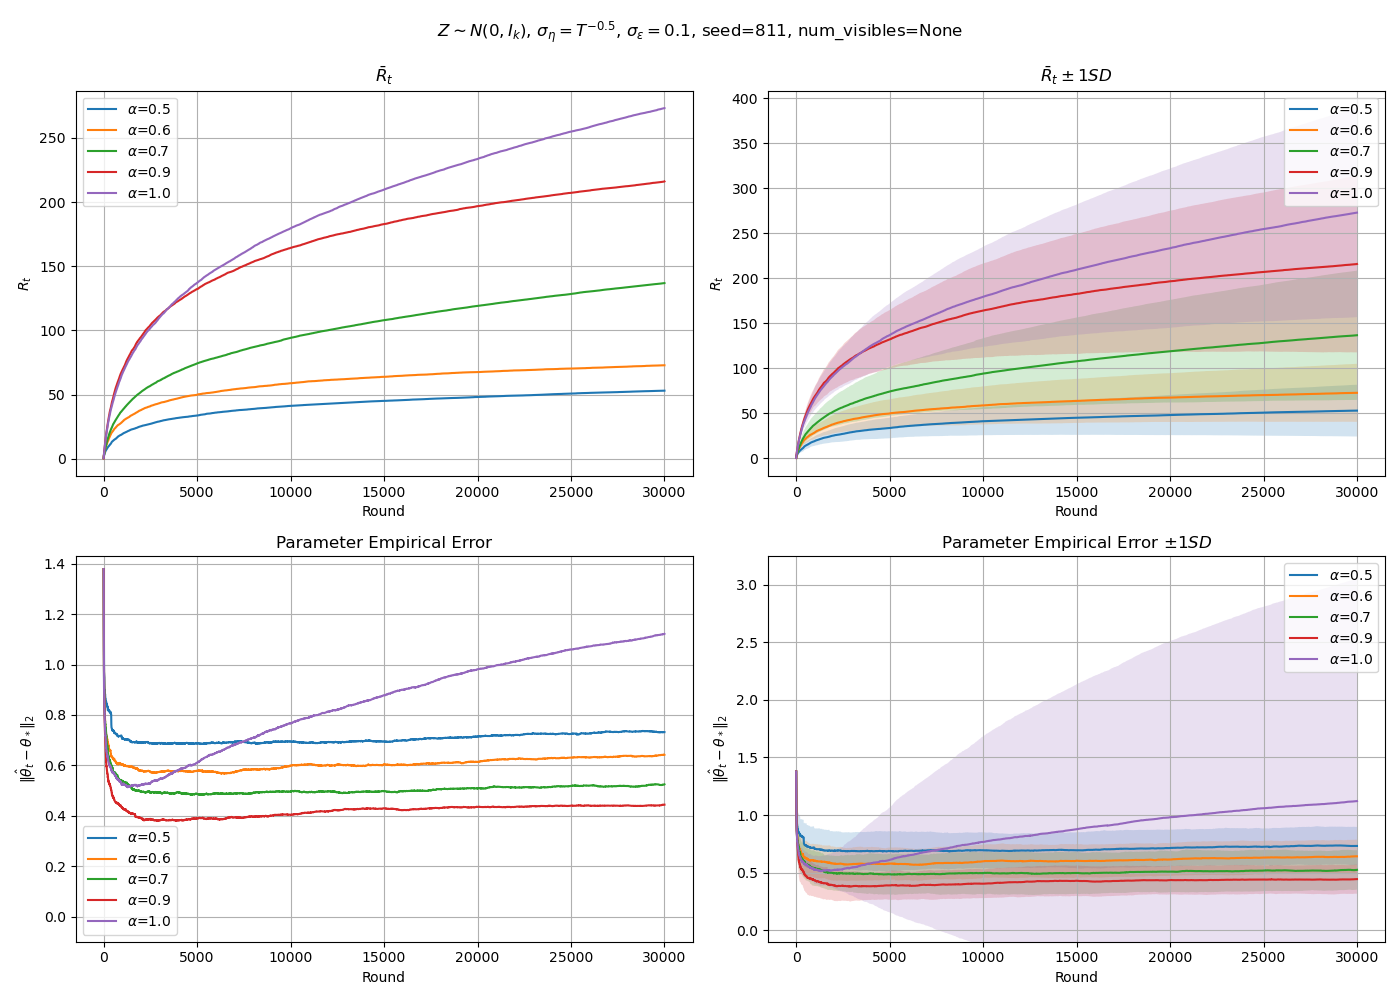 Z ∼ N(0, I_k), σ_η = T^{−0.5}, σ_ε = 0.1, seed=811, num_visibles=None
R̄_t
α=0.5
α=0.6
α=0.7
α=0.9
α=1.0
250
200
150
100
50
0
R_t
0 5000 10000 15000 20000 25000 30000
Round
R̄_t ± 1SD
α=0.5
α=0.6
α=0.7
α=0.9
α=1.0
400
350
300
250
200
150
100
50
0
R_t
0 5000 10000 15000 20000 25000 30000
Round
Parameter Empirical Error
1.4
1.2
1.0
0.8
0.6
0.4
0.2
0.0
‖θ̂_t − θ_*‖_2
α=0.5
α=0.6
α=0.7
α=0.9
α=1.0
0 5000 10000 15000 20000 25000 30000
Round
Parameter Empirical Error ±1SD
α=0.5
α=0.6
α=0.7
α=0.9
α=1.0
3.0
2.5
2.0
1.5
1.0
0.5
0.0
‖θ̂_t − θ_*‖_2
0 5000 10000 15000 20000 25000 30000
Round